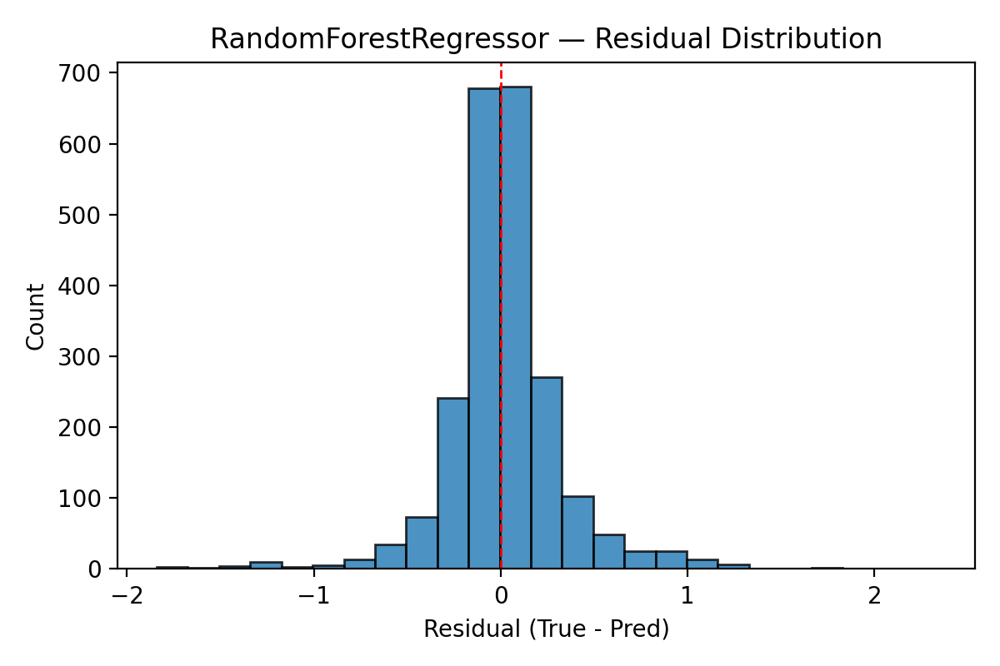 RandomForestRegressor — Residual Distribution
700
600
500
400
300
200
100
0
Count
−2 −1 0 1 2
Residual (True - Pred)